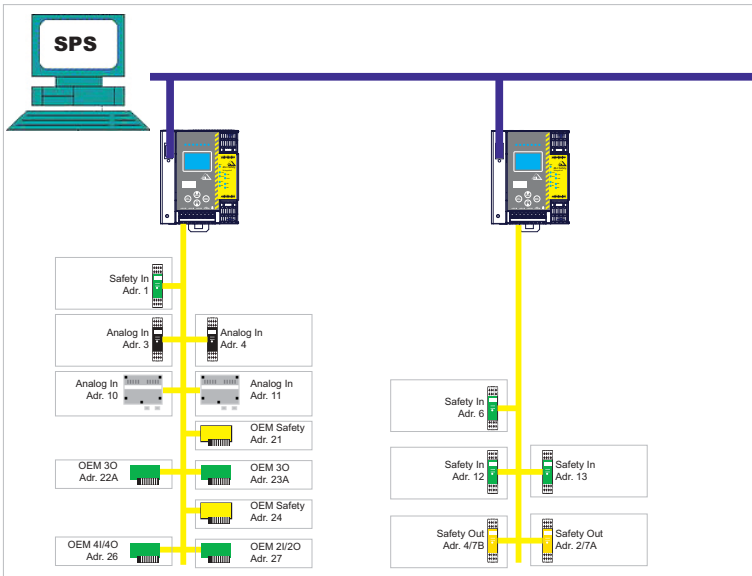 SPS
Safety In
Adr. 1
Analog In
Adr. 3
Analog In
Adr. 4
Analog In
Adr. 10
Analog In
Adr. 11
OEM Safety
Adr. 21
OEM 3O
Adr. 22A
OEM 3O
Adr. 23A
OEM Safety
Adr. 24
OEM 4I/4O
Adr. 26
OEM 2I/2O
Adr. 27
Safety In
Adr. 6
Safety In
Adr. 12
Safety In
Adr. 13
Safety Out
Adr. 4/7B
Safety Out
Adr. 2/7A